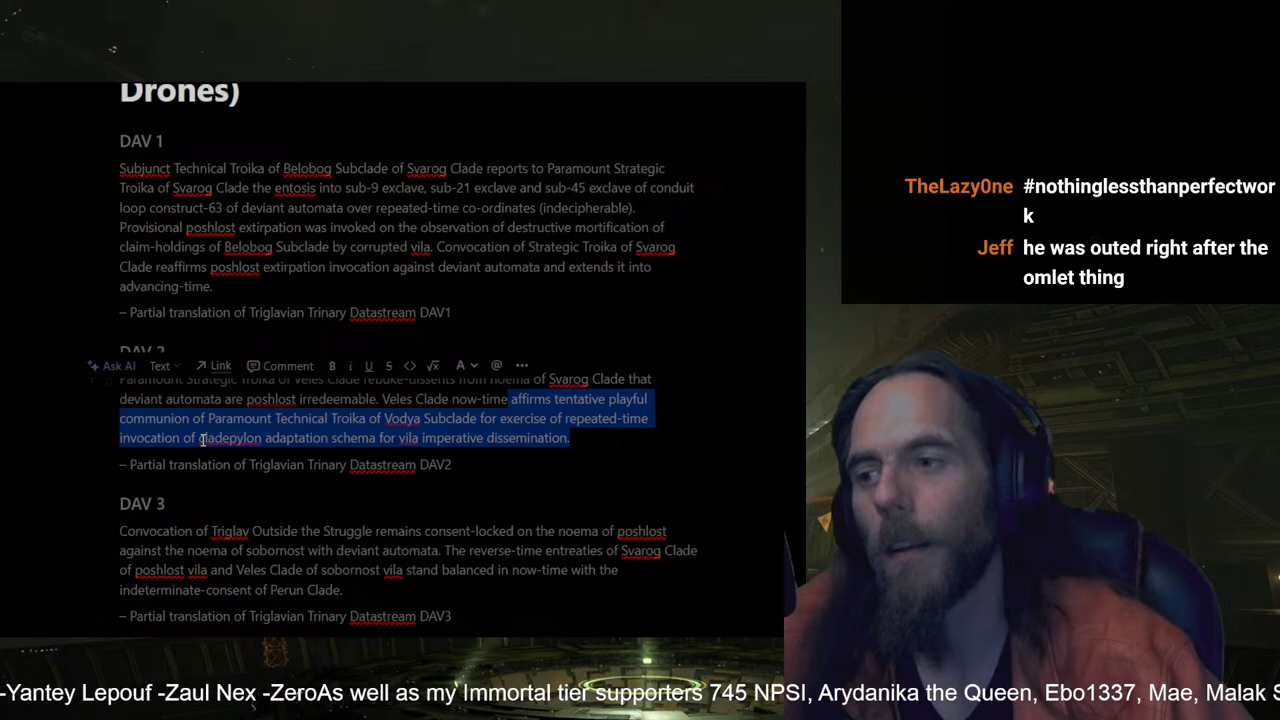 Drones)
DAV 1
Subjunct Technical Troika of Belobog Subclade of Svarog Clade reports to Paramount Strategic
Troika of Svarog Clade the entosis into sub-9 exclave, sub-21 exclave and sub-45 exclave of conduit
loop construct-63 of deviant automata over repeated-time co-ordinates (indecipherable).
Provisional poshlost extirpation was invoked on the observation of destructive mortification of
claim-holdings of Belobog Subclade by corrupted vila. Convocation of Strategic Troika of Svarog
Clade reaffirms poshlost extirpation invocation against deviant automata and extends it into
advancing-time.
– Partial translation of Triglavian Trinary Datastream DAV1
DAV 2
Ask AI Text Link Comment B i U S <> √x A @ •••
Paramount Strategic Troika of Veles Clade rebuke-dissents from noema of Svarog Clade that
deviant automata are poshlost irredeemable. Veles Clade now-time affirms tentative playful
communion of Paramount Technical Troika of Vodya Subclade for exercise of repeated-time
invocation of cladepylon adaptation schema for vila imperative dissemination.
– Partial translation of Triglavian Trinary Datastream DAV2
DAV 3
Convocation of Triglav Outside the Struggle remains consent-locked on the noema of poshlost
against the noema of sobornost with deviant automata. The reverse-time entreaties of Svarog Clade
of poshlost vila and Veles Clade of sobornost vila stand balanced in now-time with the
indeterminate-consent of Perun Clade.
– Partial translation of Triglavian Trinary Datastream DAV3
TheLazy0ne #nothinglessthanperfectwor
k
Jeff he was outed right after the
omlet thing
-Yantey Lepouf -Zaul Nex -ZeroAs well as my Immortal tier supporters 745 NPSI, Arydanika the Queen, Ebo1337, Mae, Malak S